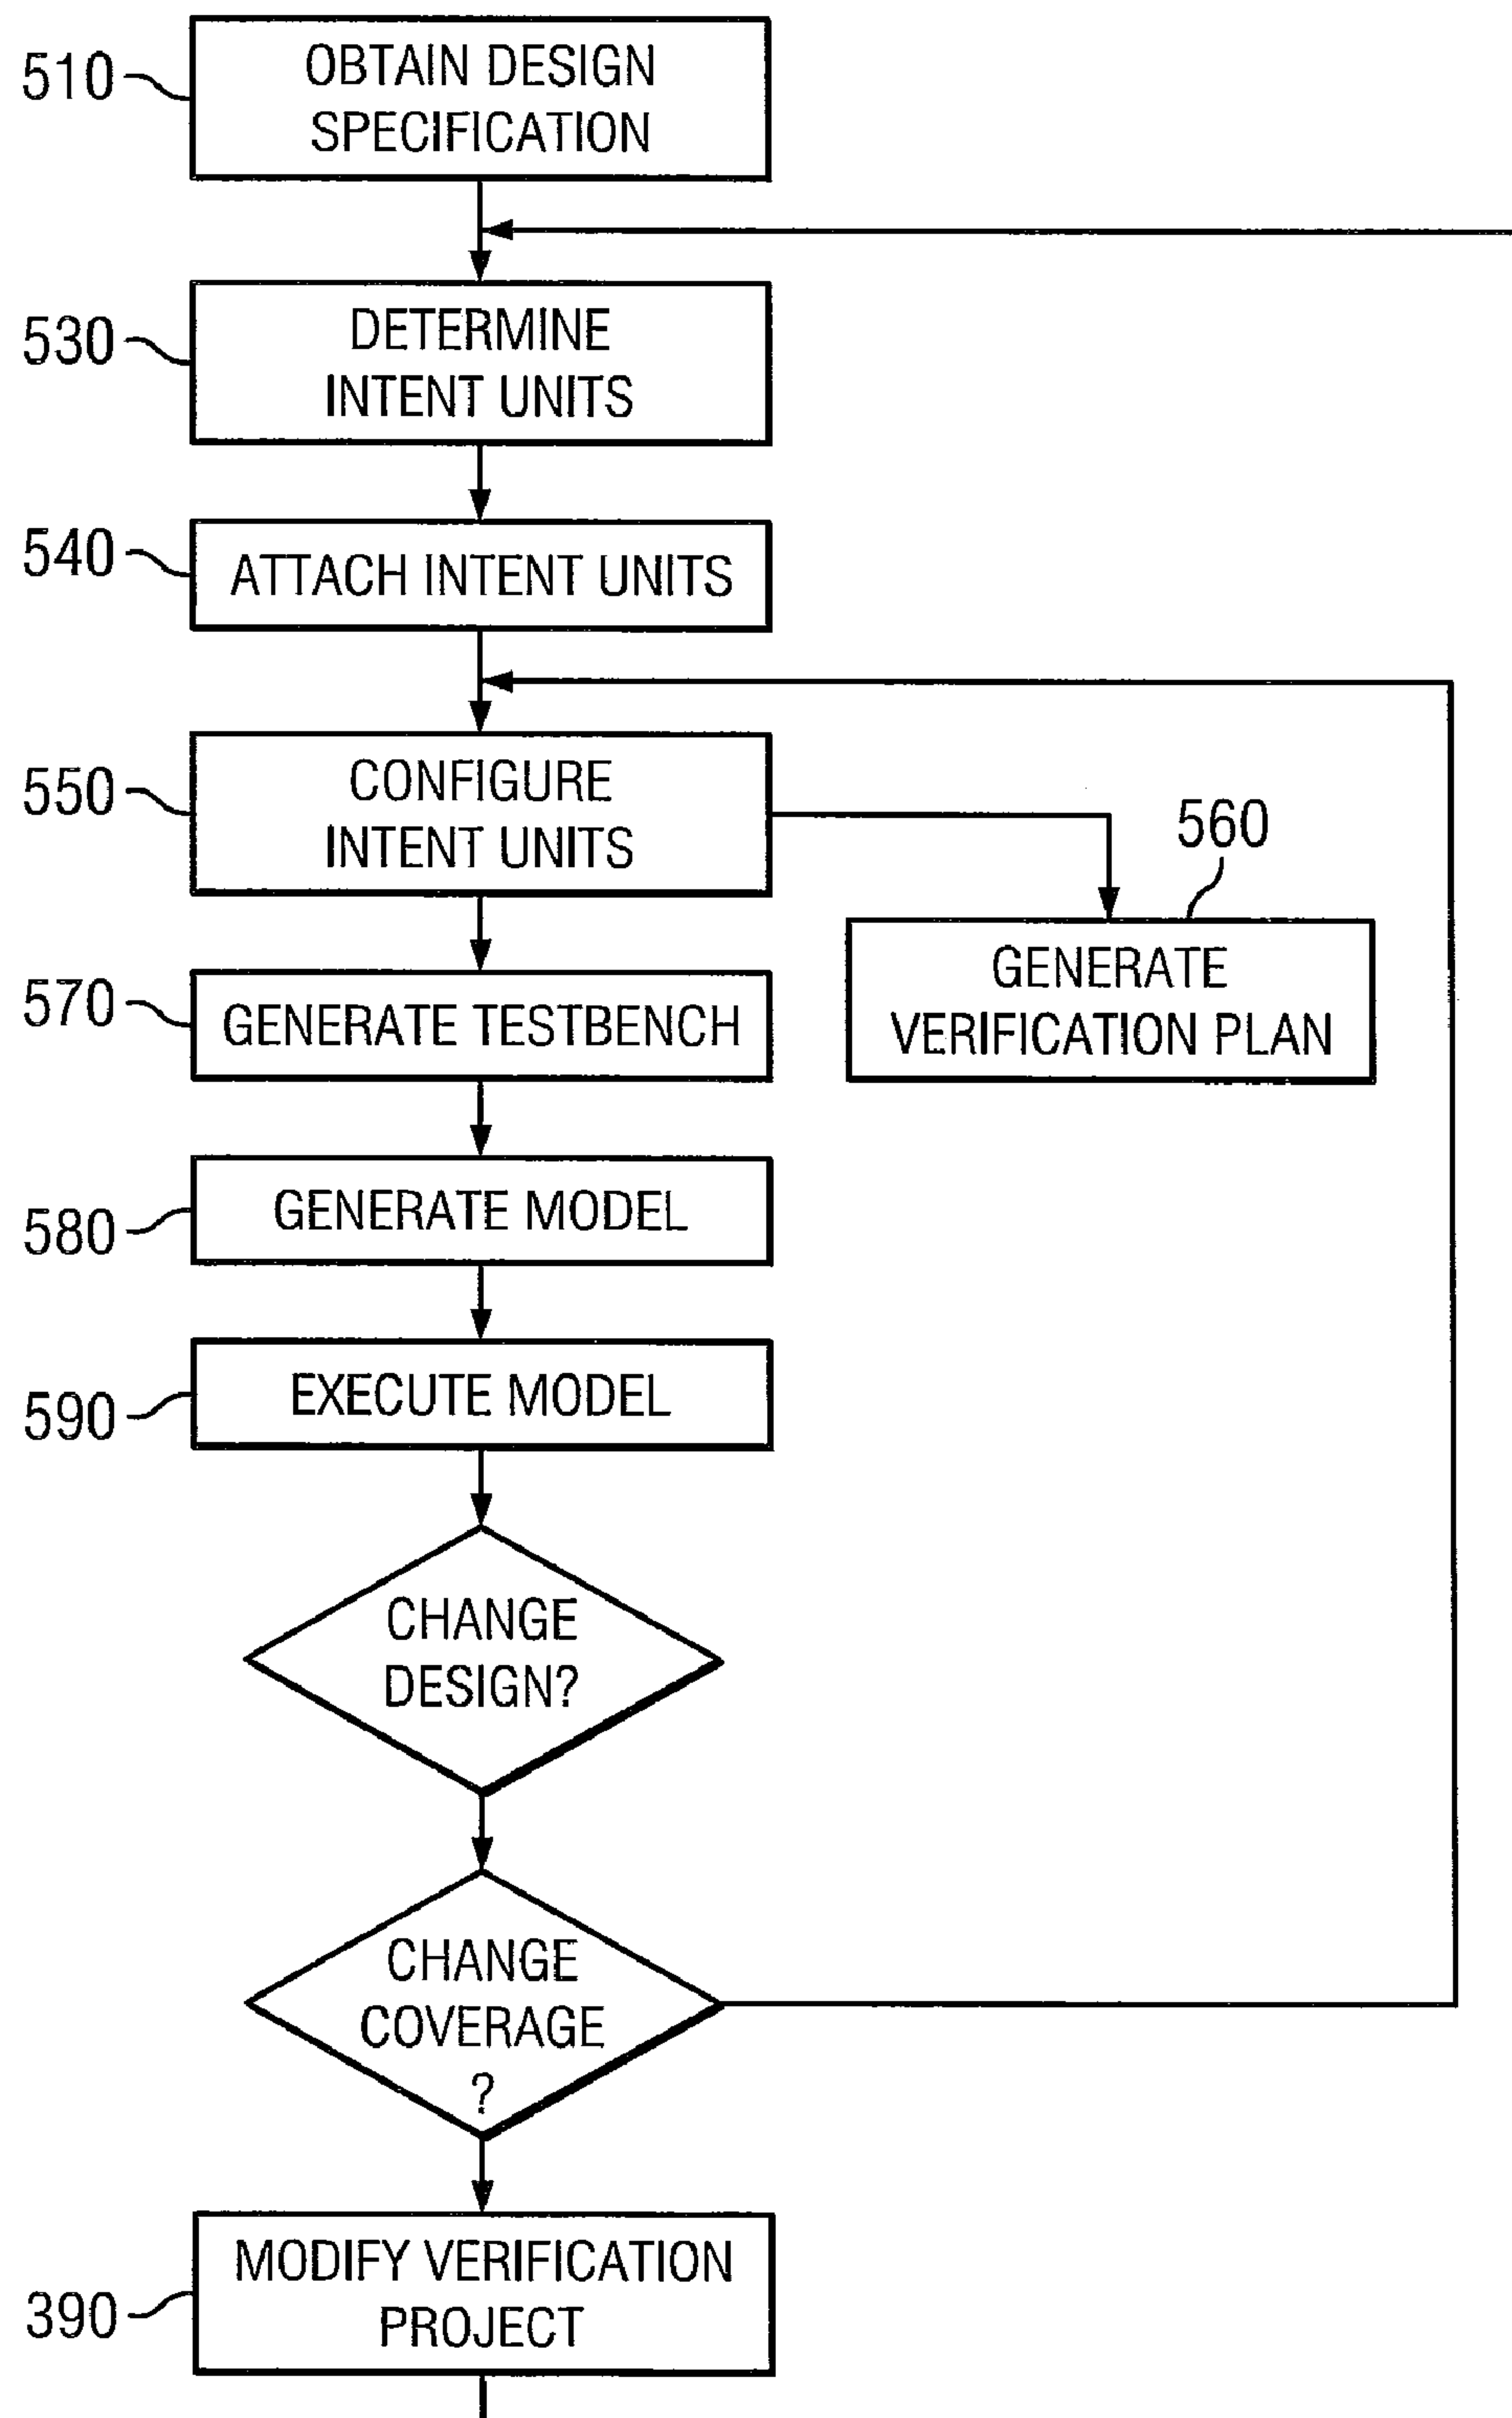 510
OBTAIN DESIGN
SPECIFICATION
530
DETERMINE
INTENT UNITS
540
ATTACH INTENT UNITS
550
CONFIGURE
INTENT UNITS
560
GENERATE
VERIFICATION PLAN
570
GENERATE TESTBENCH
580
GENERATE MODEL
590
EXECUTE MODEL
CHANGE
DESIGN?
CHANGE
COVERAGE
?
390
MODIFY VERIFICATION
PROJECT